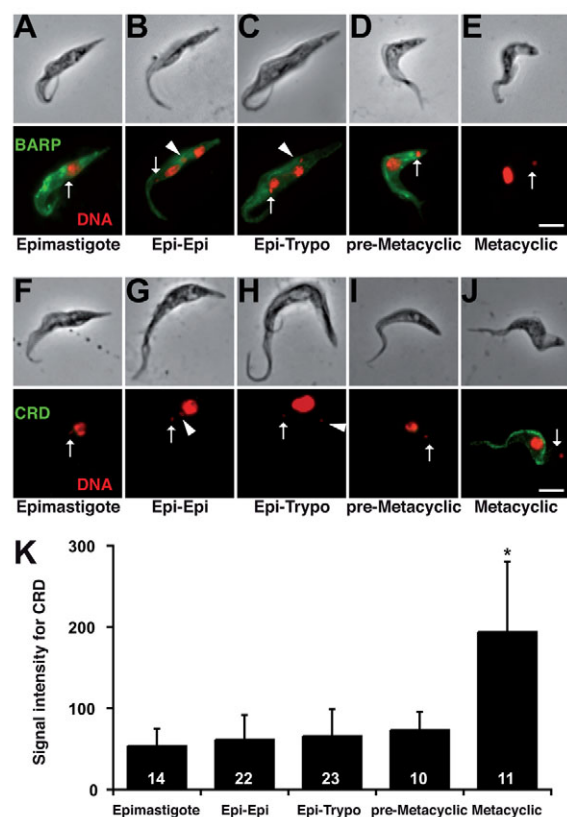 A B C D E
BARP
DNA
Epimastigote Epi-Epi Epi-Trypo pre-Metacyclic Metacyclic
F G H I J
CRD
DNA
Epimastigote Epi-Epi Epi-Trypo pre-Metacyclic Metacyclic
K
Signal intensity for CRD
300
200
100
0
*
14 22 23 10 11
Epimastigote Epi-Epi Epi-Trypo pre-Metacyclic Metacyclic